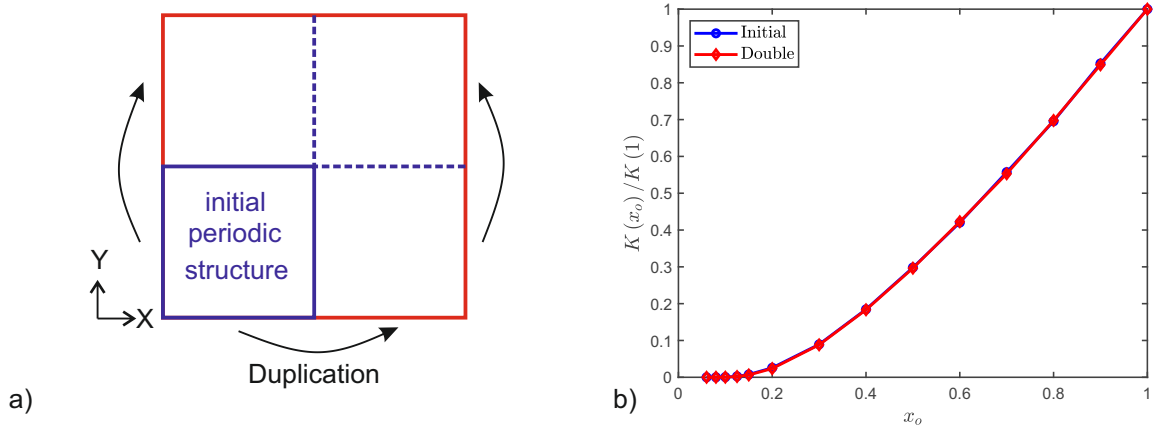 initial
periodic
structure
Y
X
Duplication
a)
Initial
Double
K (x_o) / K (1)
1
0.9
0.8
0.7
0.6
0.5
0.4
0.3
0.2
0.1
0
0 0.2 0.4 0.6 0.8 1
x_o
b)